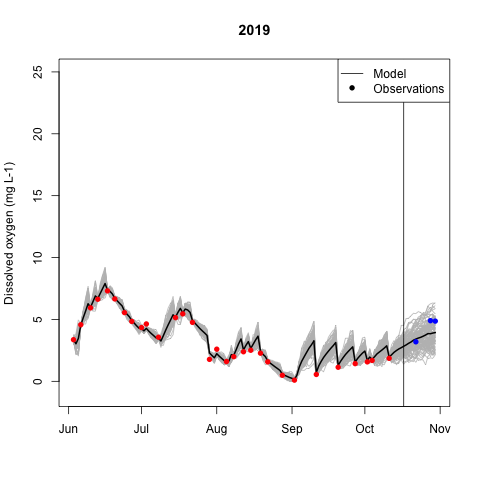 2019
Model
Observations
Dissolved oxygen (mg L-1)
25
20
15
10
5
0
Jun Jul Aug Sep Oct Nov